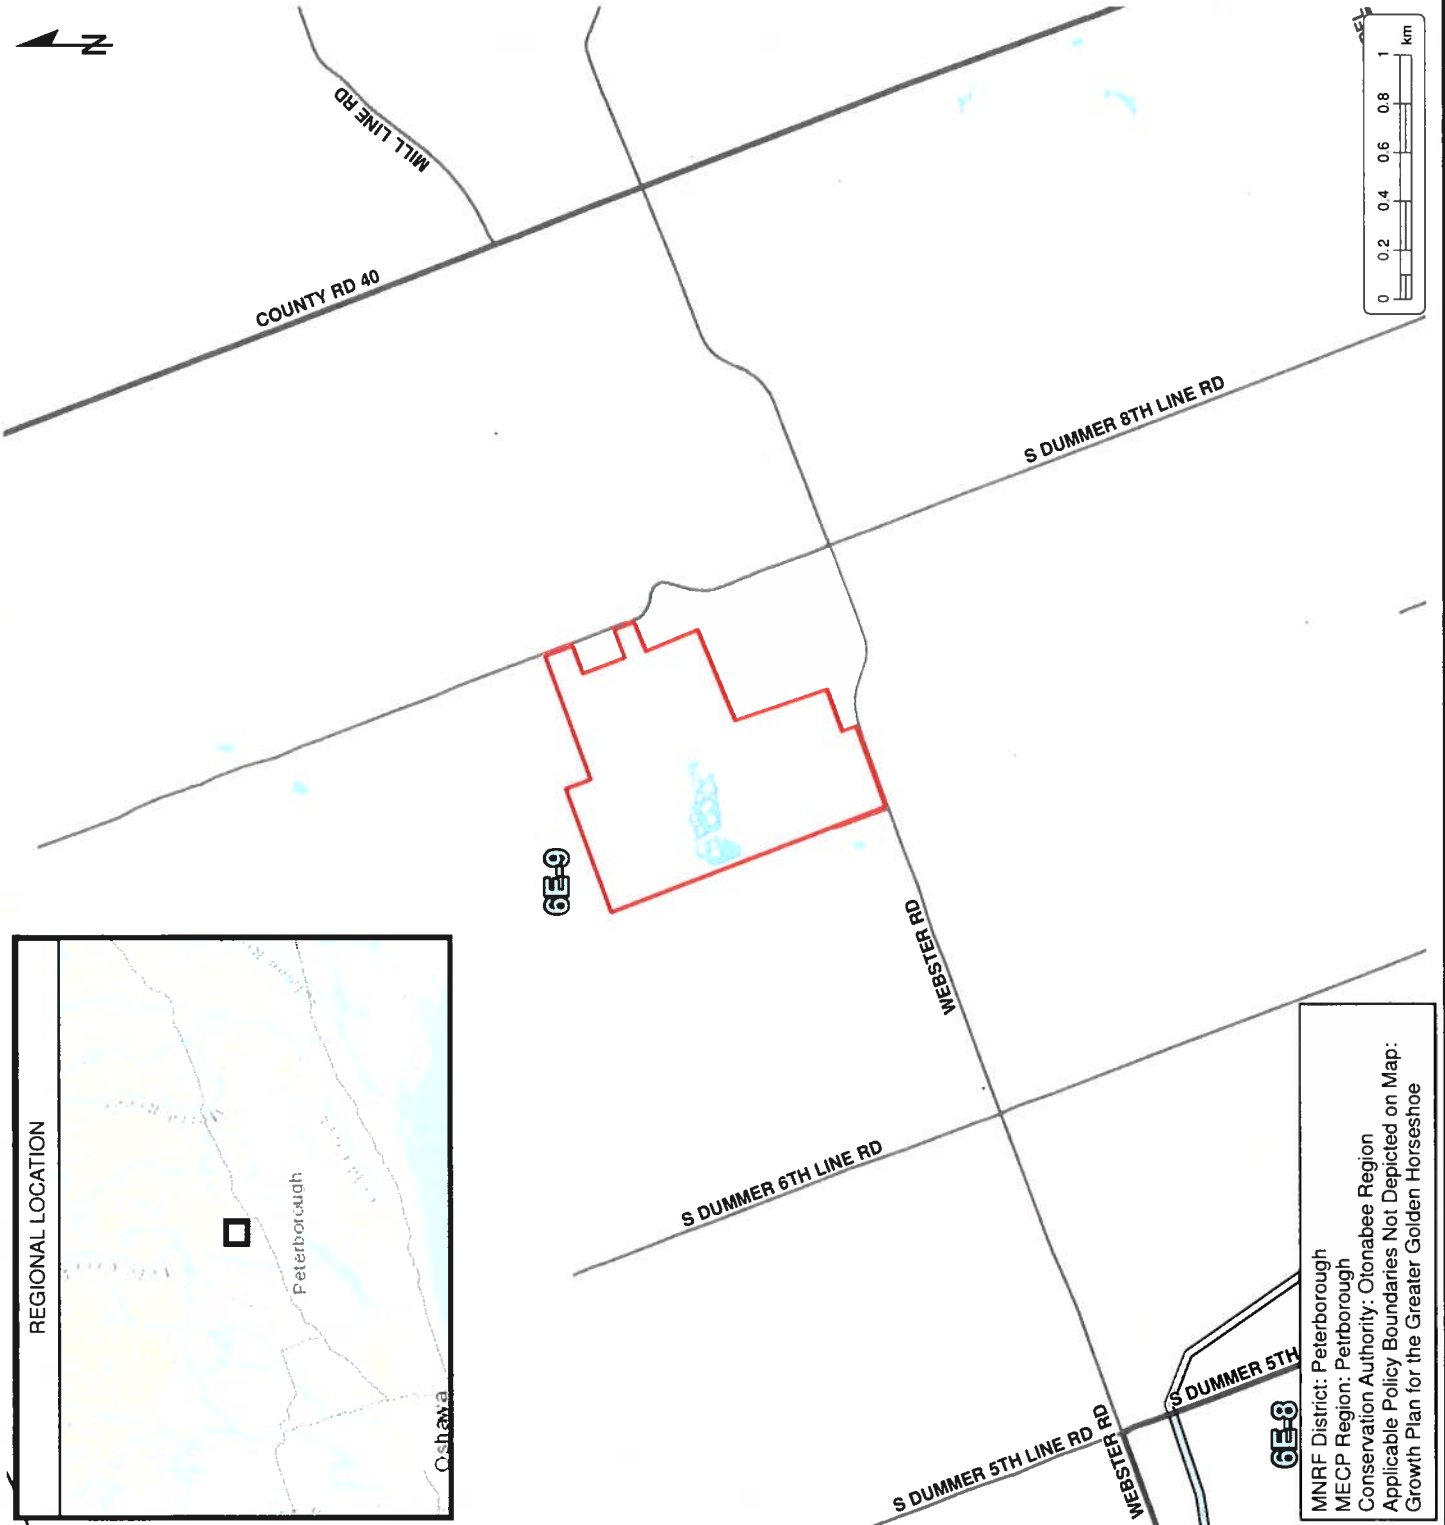 N
REGIONAL LOCATION
Peterborough
Oshawa
MILL LINE RD
COUNTY RD 40
S DUMMER 8TH LINE RD
6E-9
WEBSTER RD
S DUMMER 6TH LINE RD
S DUMMER 5TH LINE RD
WEBSTER RD
S DUMMER 5TH
6E-8
0 0.2 0.4 0.6 0.8 1
km
MNRF District: Peterborough
MECP Region: Petrborough
Conservation Authority: Otonabee Region
Applicable Policy Boundaries Not Depicted on Map:
Growth Plan for the Greater Golden Horseshoe